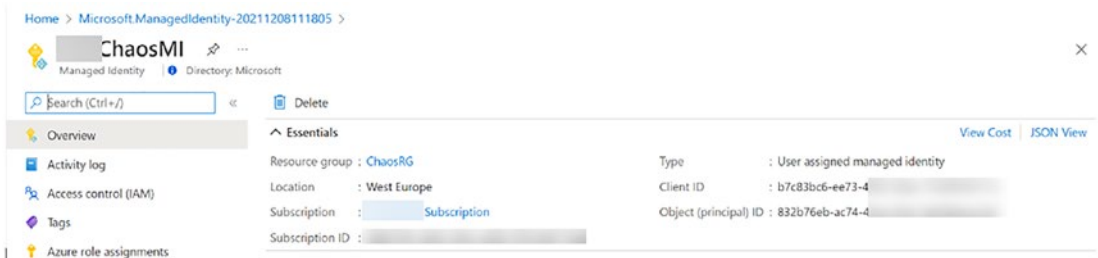 Home > Microsoft.ManagedIdentity-20211208111805 >
ChaosMI
Managed Identity | Directory: Microsoft
Search (Ctrl+/)
Overview
Activity log
Access control (IAM)
Tags
Azure role assignments
Delete
Essentials
View Cost | JSON View
Resource group : ChaosRG
Location : West Europe
Subscription : Subscription
Subscription ID :
Type : User assigned managed identity
Client ID : b7c83bc6-ee73-4
Object (principal) ID : 832b76eb-ac74-4